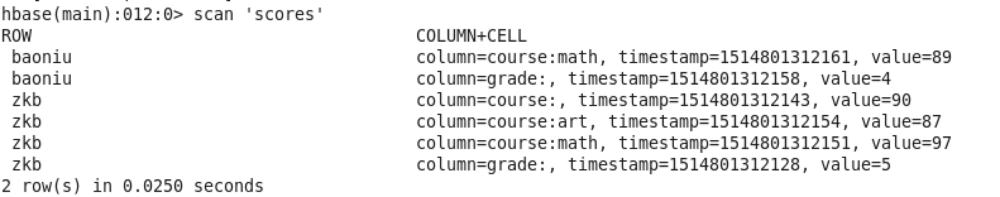 hbase(main):012:0> scan 'scores'
ROW COLUMN+CELL
baoniu column=course:math, timestamp=1514801312161, value=89
baoniu column=grade:, timestamp=1514801312158, value=4
zkb column=course:, timestamp=1514801312143, value=90
zkb column=course:art, timestamp=1514801312154, value=87
zkb column=course:math, timestamp=1514801312151, value=97
zkb column=grade:, timestamp=1514801312128, value=5
2 row(s) in 0.0250 seconds